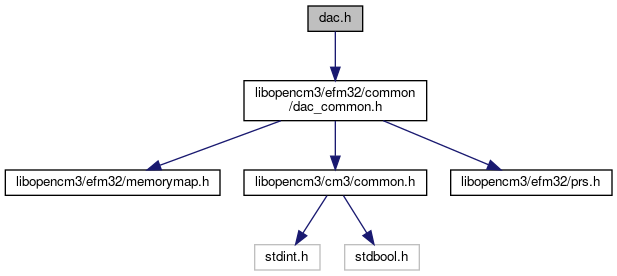 dac.h
libopencm3/efm32/common
/dac_common.h
libopencm3/efm32/memorymap.h
libopencm3/cm3/common.h
libopencm3/efm32/prs.h
stdint.h
stdbool.h